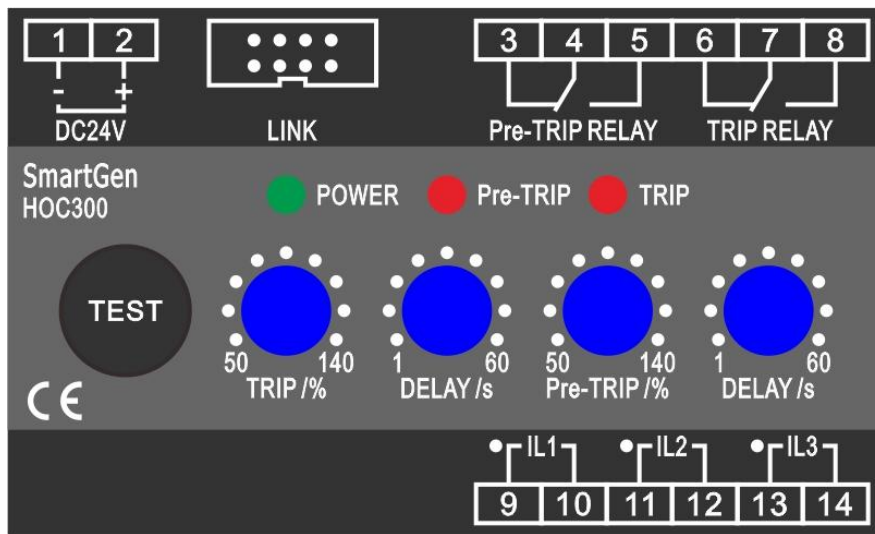 1 2 3 4 5 6 7 8
- +
DC24V LINK Pre-TRIP RELAY TRIP RELAY
SmartGen
HOC300
POWER Pre-TRIP TRIP
TEST
50 140 1 60 50 140 1 60
TRIP /% DELAY /s Pre-TRIP /% DELAY /s
CE
IL1 IL2 IL3
9 10 11 12 13 14